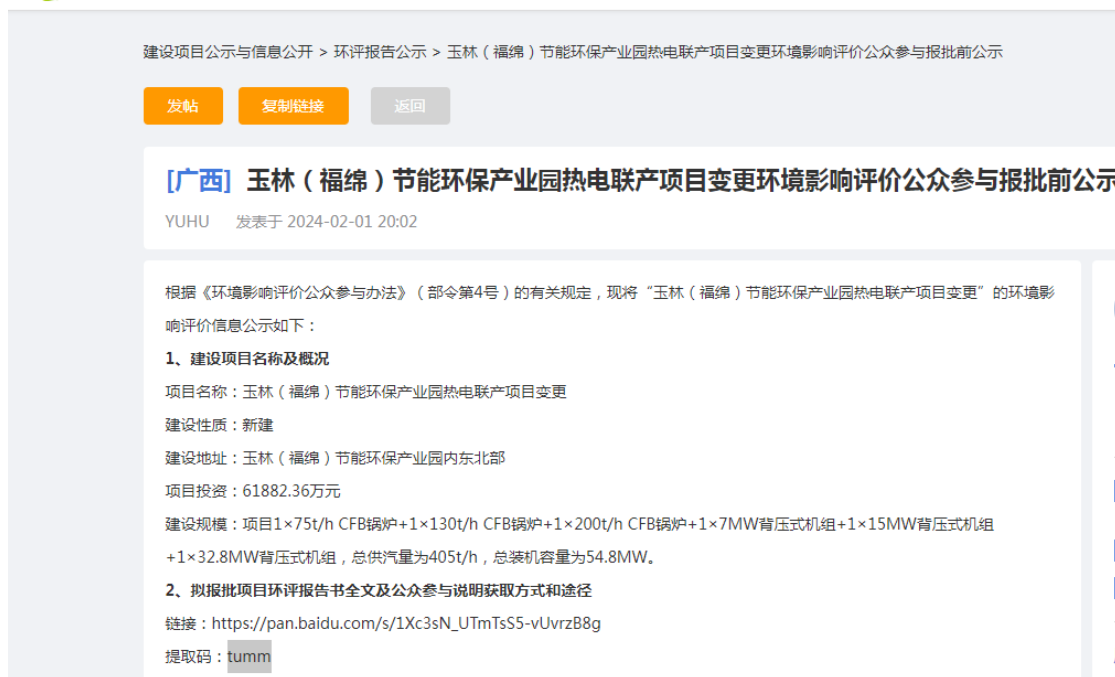 建设项目公示与信息公开 > 环评报告公示 > 玉林（福绵）节能环保产业园热电联产项目变更环境影响评价公众参与报批前公示
发帖 复制链接 返回
[广西] 玉林（福绵）节能环保产业园热电联产项目变更环境影响评价公众参与报批前公示
YUHU 发表于 2024-02-01 20:02
根据《环境影响评价公众参与办法》（部令第4号）的有关规定，现将“玉林（福绵）节能环保产业园热电联产项目变更”的环境影
响评价信息公示如下：
1、建设项目名称及概况
项目名称：玉林（福绵）节能环保产业园热电联产项目变更
建设性质：新建
建设地址：玉林（福绵）节能环保产业园内东北部
项目投资：61882.36万元
建设规模：项目1×75t/h CFB锅炉+1×130t/h CFB锅炉+1×200t/h CFB锅炉+1×7MW背压式机组+1×15MW背压式机组
+1×32.8MW背压式机组，总供汽量为405t/h，总装机容量为54.8MW。
2、拟报批项目环评报告书全文及公众参与说明获取方式和途径
链接：https://pan.baidu.com/s/1Xc3sN_UTmTsS5-vUvrzB8g
提取码：tumm